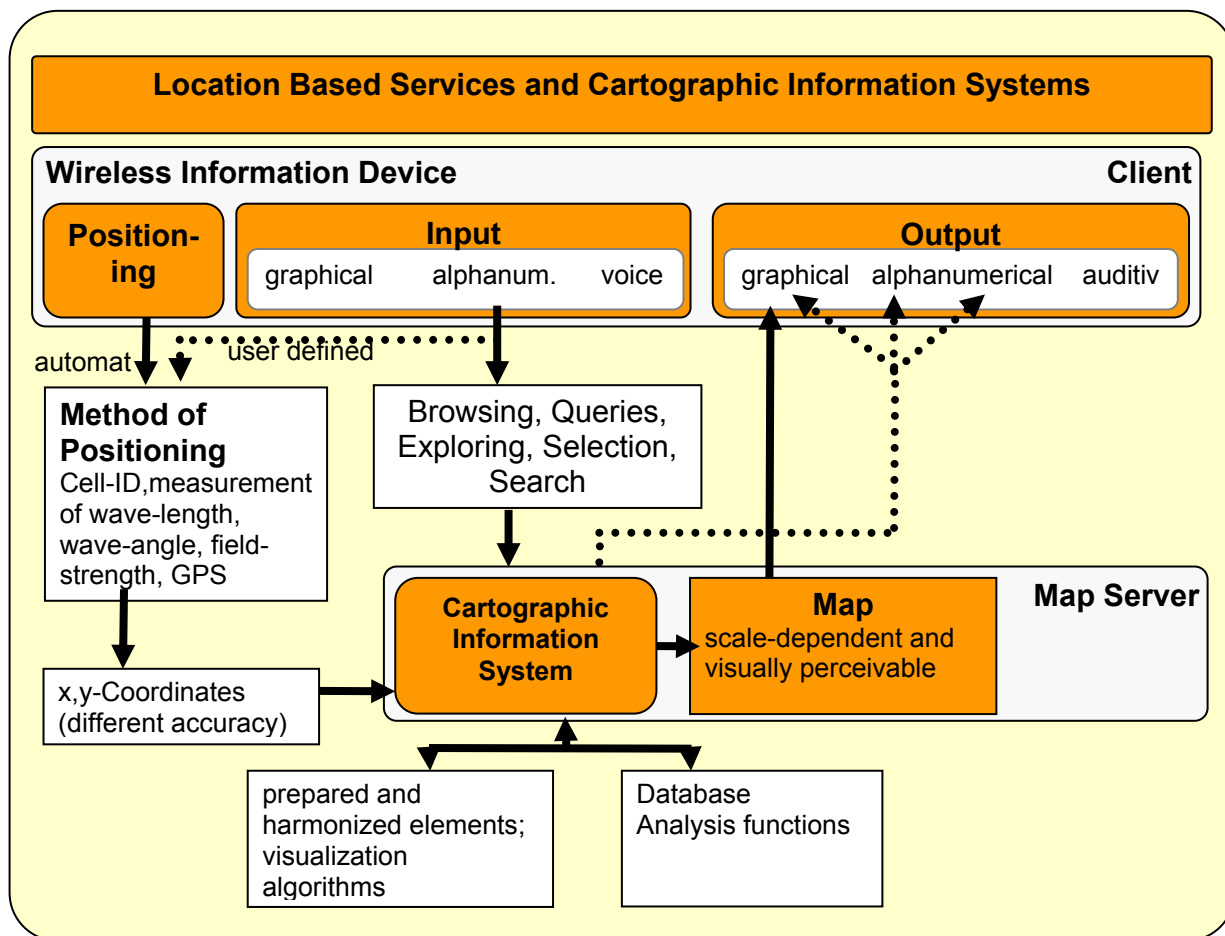 Location Based Services and Cartographic Information Systems
Wireless Information Device
Client
Position-
ing
Input
graphical alphanum. voice
Output
graphical alphanumerical auditiv
automat
user defined
Method of
Positioning
Cell-ID,measurement
of wave-length,
wave-angle, field-
strength, GPS
Browsing, Queries,
Exploring, Selection,
Search
Cartographic
Information
System
Map
scale-dependent and
visually perceivable
Map Server
x,y-Coordinates
(different accuracy)
prepared and
harmonized elements;
visualization
algorithms
Database
Analysis functions